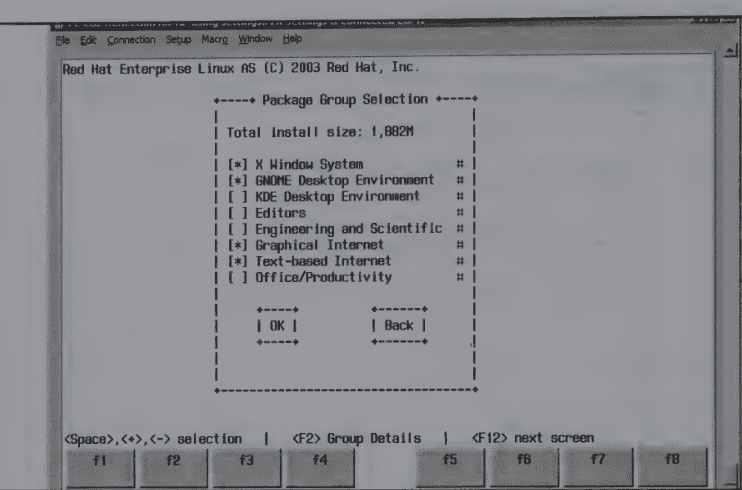 File Edit Connection Setup Macro Window Help
Red Hat Enterprise Linux AS (C) 2003 Red Hat, Inc.
+----+ Package Group Selection +----+
Total install size: 1,882M
[*] X Window System #
[*] GNOME Desktop Environment #
[ ] KDE Desktop Environment #
[ ] Editors #
[ ] Engineering and Scientific #
[*] Graphical Internet #
[*] Text-based Internet #
[ ] Office/Productivity #
| OK | | Back |
<Space>,<+>,<-> selection | <F2> Group Details | <F12> next screen
f1 f2 f3 f4 f5 f6 f7 f8